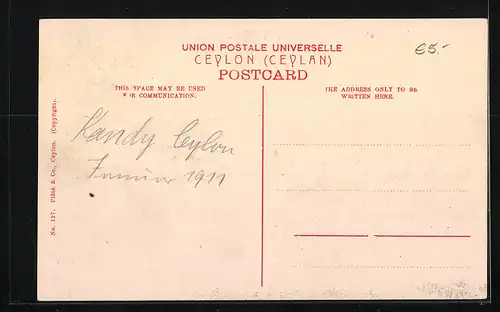 UNION POSTALE UNIVERSELLE
CEYLON (CEYLAN)
POSTCARD
€5.-
THIS SPACE MAY BE USED
FOR COMMUNICATION.
THE ADDRESS ONLY TO BE
WRITTEN HERE.
Kandy Ceylon
Januar 1911
No. 127. Plâté & Co., Ceylon. (Copyright).